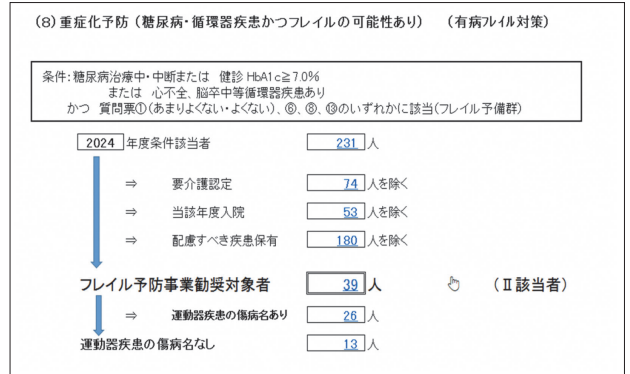 (8)重症化予防(糖尿病・循環器疾患かつフレイルの可能性あり) (有病フレイル対策)
条件:糖尿病治療中・中断または 健診 HbA1c≧7.0%
または 心不全、脳卒中等循環器疾患あり
かつ 質問票①(あまりよくない・よくない)、⑥、⑧、⑬のいずれかに該当(フレイル予備群)
2024 年度条件該当者 231 人
⇒ 要介護認定 74 人を除く
⇒ 当該年度入院 53 人を除く
⇒ 配慮すべき疾患保有 180 人を除く
フレイル予防事業勧奨対象者 39 人 (Ⅱ該当者)
⇒ 運動器疾患の傷病名あり 26 人
運動器疾患の傷病名なし 13 人